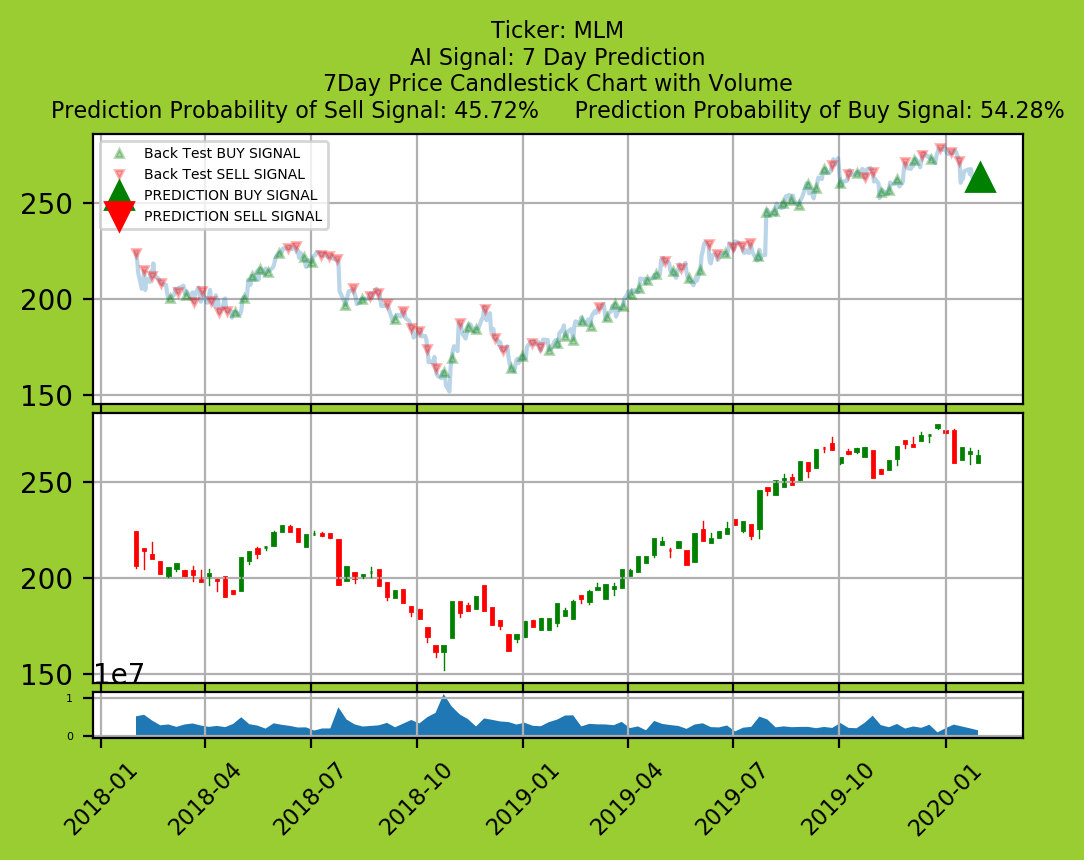 Ticker: MLM
AI Signal: 7 Day Prediction
7Day Price Candlestick Chart with Volume
Prediction Probability of Sell Signal: 45.72%     Prediction Probability of Buy Signal: 54.28%
Back Test BUY SIGNAL
Back Test SELL SIGNAL
PREDICTION BUY SIGNAL
PREDICTION SELL SIGNAL
250
200
150
250
200
150
1e7
1
0
2018-01
2018-04
2018-07
2018-10
2019-01
2019-04
2019-07
2019-10
2020-01